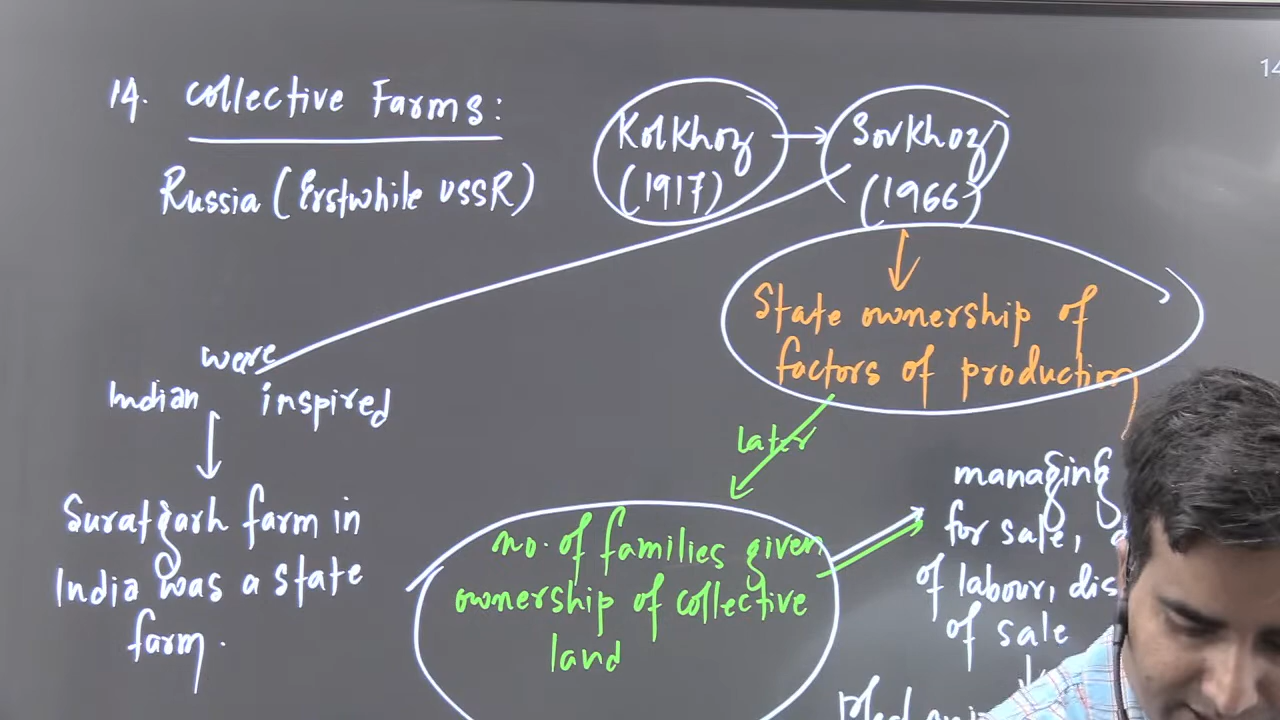 14
14. Collective Farms:
Russia (Erstwhile USSR)
Kolkhoz
(1917)
Sovkhoz
(1966)
State ownership of
factors of production
later
were
Indian inspired
Suratgarh farm in
India was a state
farm.
no. of families given
ownership of collective
land
managing
for sale,
of labour,
of sale